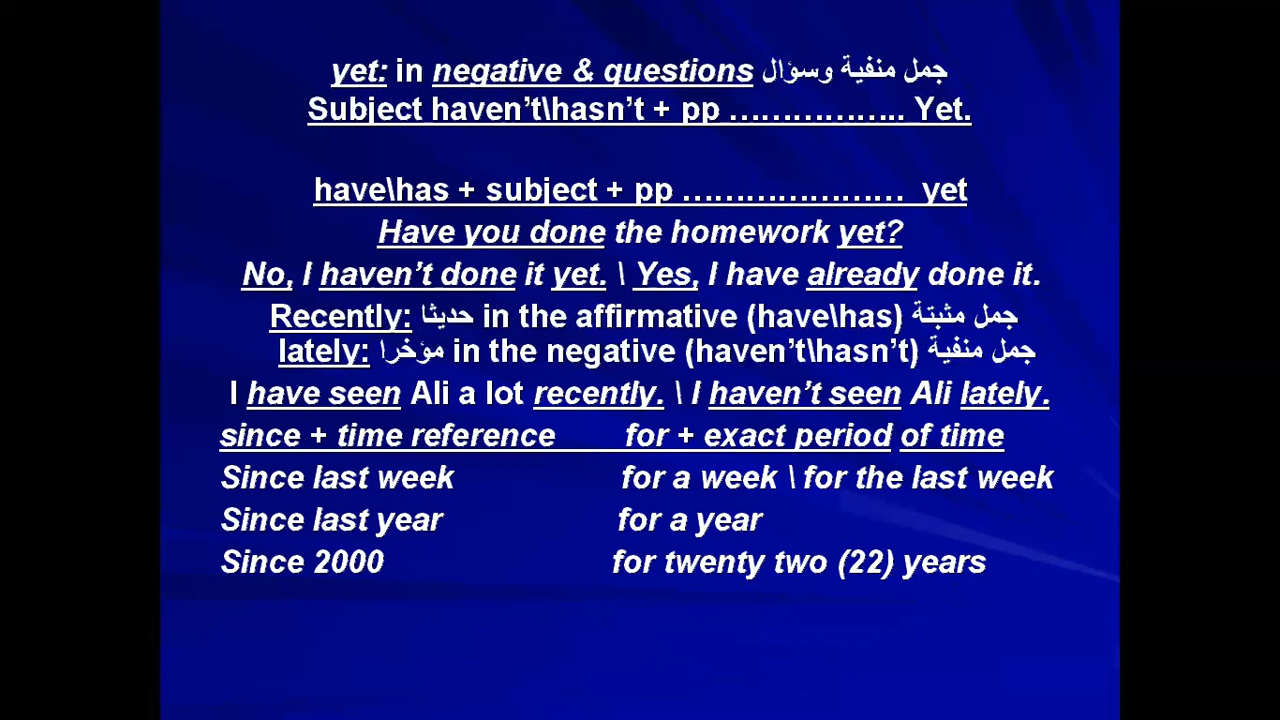 yet: in negative & questions جمل منفية وسؤال
Subject haven’t\hasn’t + pp …………….. Yet.
have\has + subject + pp ………………… yet
Have you done the homework yet?
No, I haven’t done it yet. \ Yes, I have already done it.
Recently: حديثا in the affirmative (have\has) جمل مثبتة
lately: مؤخرا in the negative (haven’t\hasn’t) جمل منفية
I have seen Ali a lot recently. \ I haven’t seen Ali lately.
since + time reference for + exact period of time
Since last week for a week \ for the last week
Since last year for a year
Since 2000 for twenty two (22) years